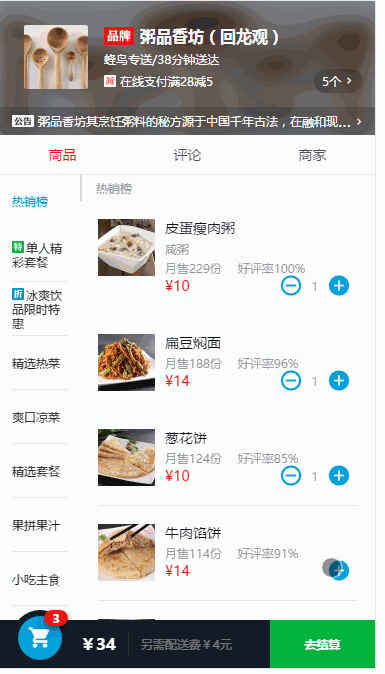 品牌 粥品香坊（回龙观）
蜂鸟专送/38分钟送达
减 在线支付满28减5
5个 >
公告 粥品香坊其烹饪粥料的秘方源于中国千年古法，在融和现... >
商品
评论
商家
热销榜
特 单人精
彩套餐
折 冰爽饮
品限时特
惠
精选热菜
爽口凉菜
精选套餐
果拼果汁
小吃主食
热销榜
皮蛋瘦肉粥
咸粥
月售229份 好评率100%
¥10 1
扁豆焖面
月售188份 好评率96%
¥14 1
葱花饼
月售124份 好评率85%
¥10 1
牛肉馅饼
月售114份 好评率91%
¥14
3
¥34
另需配送费¥4元
去结算